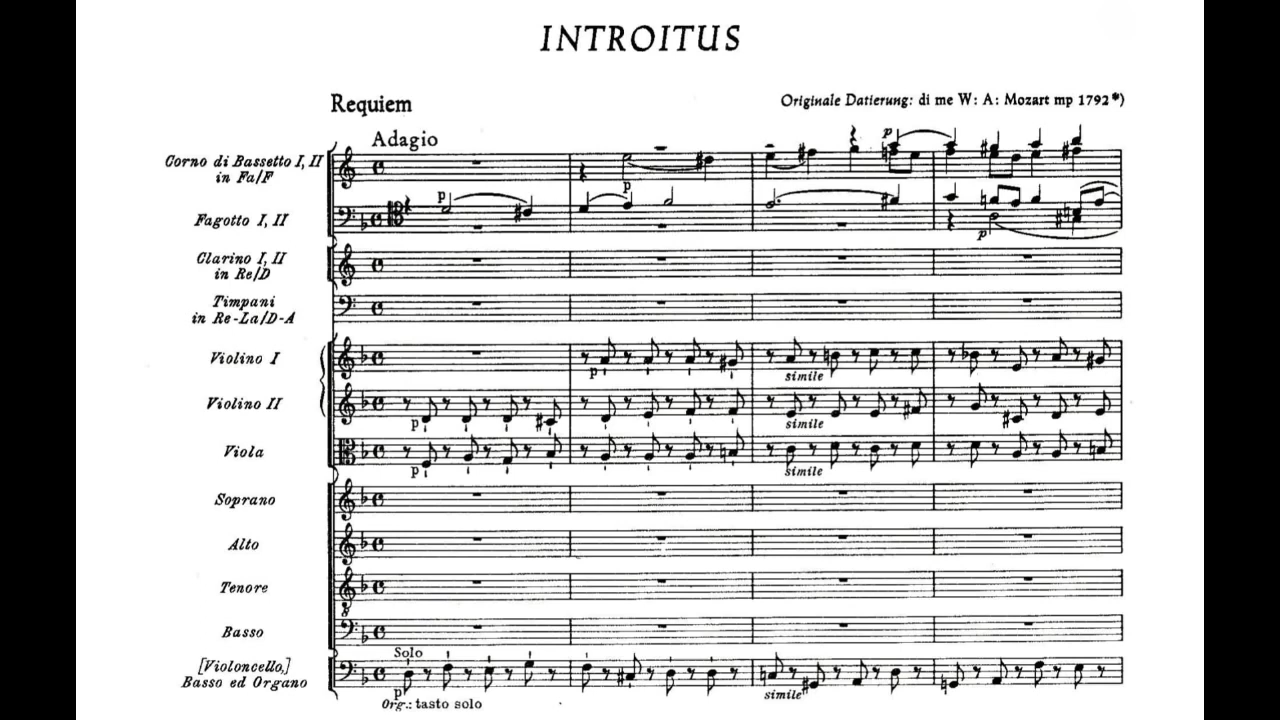 INTROITUS
Requiem
Originale Datierung: di me W: A: Mozart mp 1792*)
Adagio
Corno di Bassetto I, II
in Fa/F
p
p
p
Fagotto I, II
p
Clarino I, II
in Re/D
Timpani
in Re-La/D-A
Violino I
p
simile
Violino II
p
simile
Viola
p
simile
Soprano
Alto
Tenore
8
Basso
Solo
[Violoncello,]
Basso ed Organo
p
simile
Org.: tasto solo